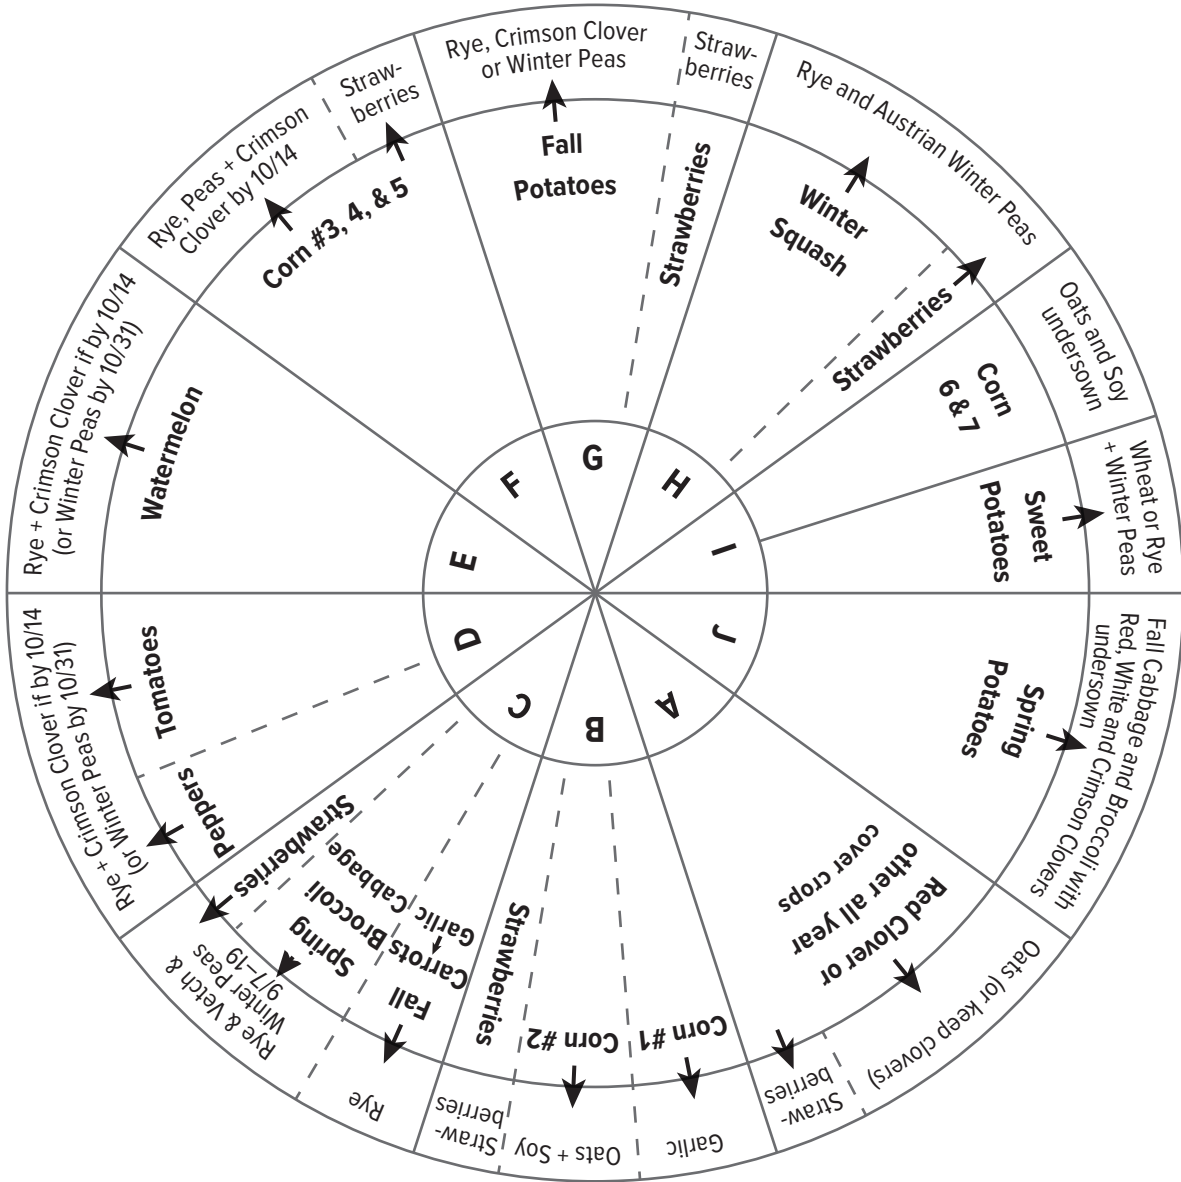 A
Red Clover or
other all year
cover crops
Oats (or keep clovers)
Straw-
berries
B
Corn #1
Corn #2
Strawberries
Garlic
Oats + Soy
Straw-
berries
C
Garlic
Carrots
Fall
Cabbage
Broccoli
Spring
Strawberries
Rye
Rye & Vetch &
Winter Peas
9/7–19
D
Peppers
Tomatoes
Rye + Crimson Clover if by 10/14
(or Winter Peas by 10/31)
E
Watermelon
Rye + Crimson Clover if by 10/14
(or Winter Peas by 10/31)
F
Corn #3, 4, & 5
Rye, Peas + Crimson
Clover by 10/14
Straw-
berries
G
Fall
Potatoes
Strawberries
Rye, Crimson Clover
or Winter Peas
Straw-
berries
H
Winter
Squash
Strawberries
Rye and Austrian Winter Peas
I
Corn
6 & 7
Sweet
Potatoes
Oats and Soy
undersown
Wheat or Rye
+ Winter Peas
J
Spring
Potatoes
Fall Cabbage and Broccoli with
Red, White and Crimson Clovers
undersown